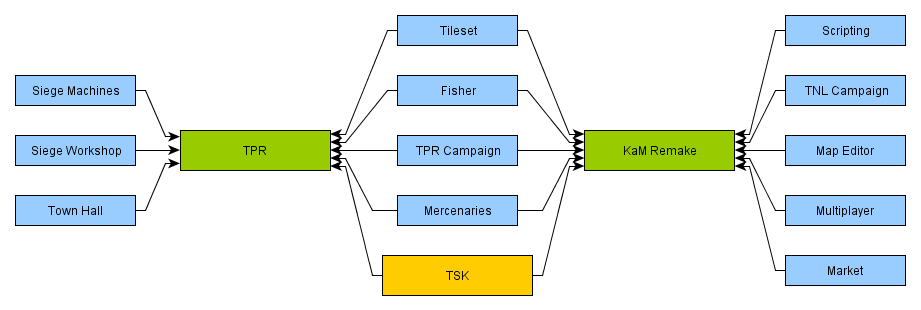 Tileset
Scripting
Siege Machines
Fisher
TNL Campaign
Siege Workshop
TPR
TPR Campaign
KaM Remake
Map Editor
Town Hall
Mercenaries
Multiplayer
TSK
Market